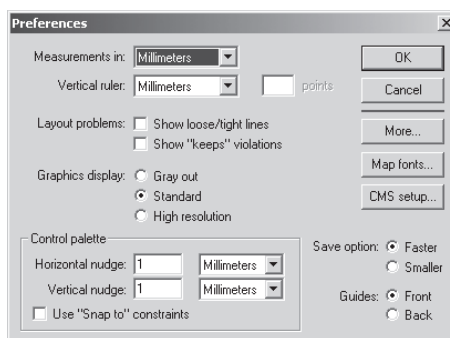 Preferences
Measurements in: Millimeters
OK
Vertical ruler: Millimeters points
Cancel
Layout problems: Show loose/tight lines
More...
Show "keeps" violations
Map fonts...
Graphics display: Gray out
Standard
CMS setup...
High resolution
Control palette
Horizontal nudge: 1 Millimeters
Vertical nudge: 1 Millimeters
Use "Snap to" constraints
Save option: Faster
Smaller
Guides: Front
Back